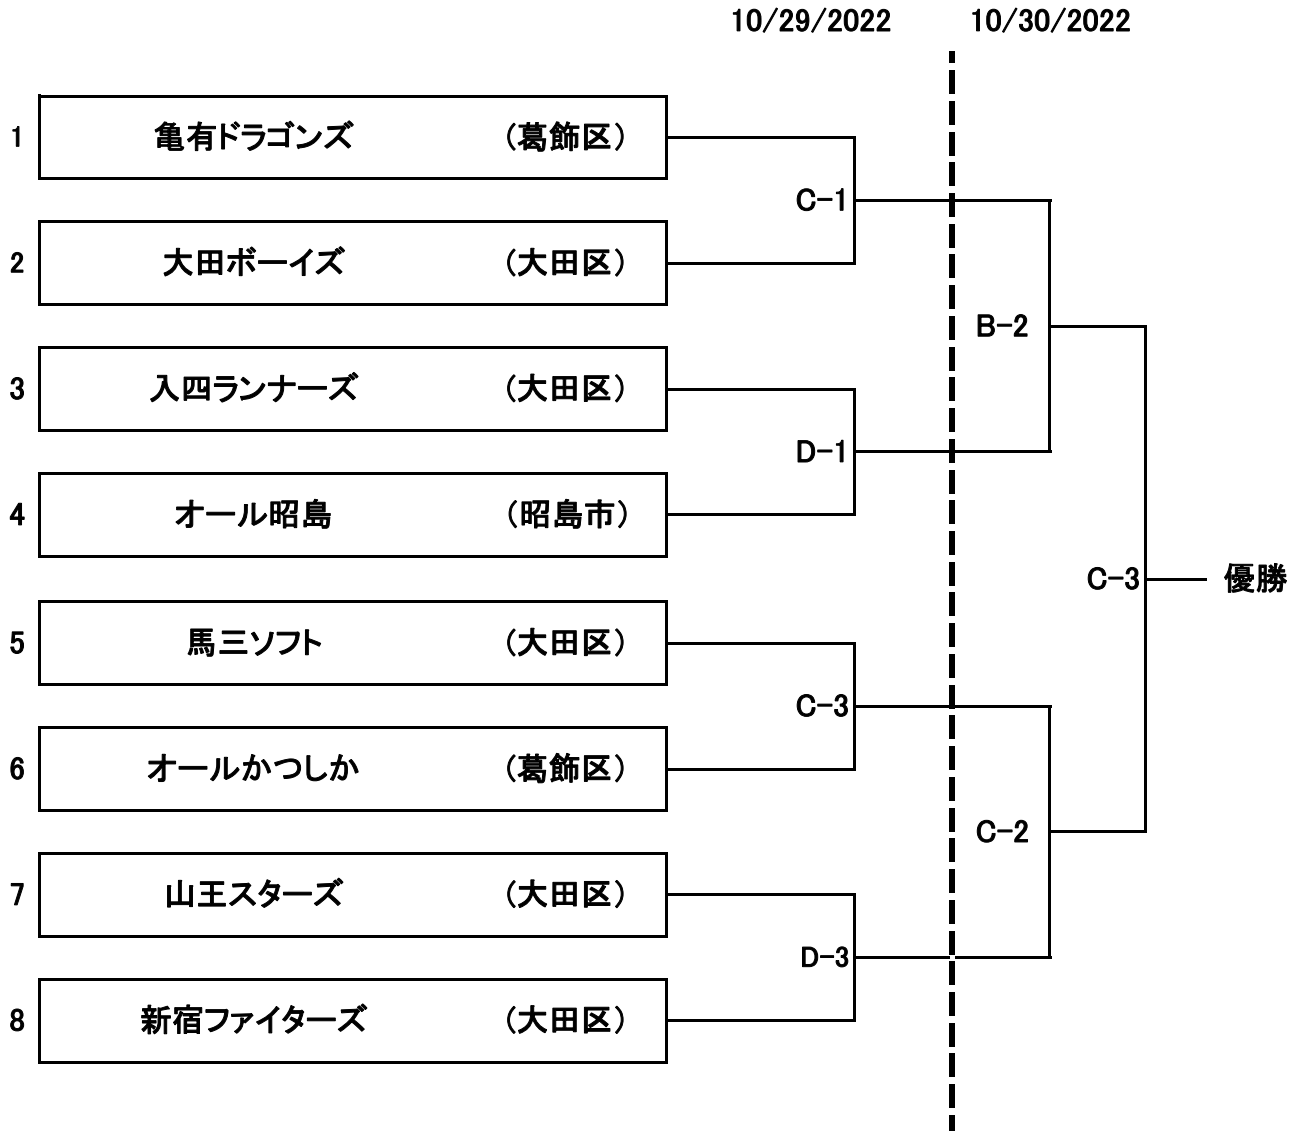 10/29/2022 10/30/2022
1 亀有ドラゴンズ （葛飾区）
C-1
2 大田ボーイズ （大田区）
B-2
3 入四ランナーズ （大田区）
D-1
4 オール昭島 （昭島市）
C-3 優勝
5 馬三ソフト （大田区）
C-3
6 オールかつしか （葛飾区）
C-2
7 山王スターズ （大田区）
D-3
8 新宿ファイターズ （大田区）